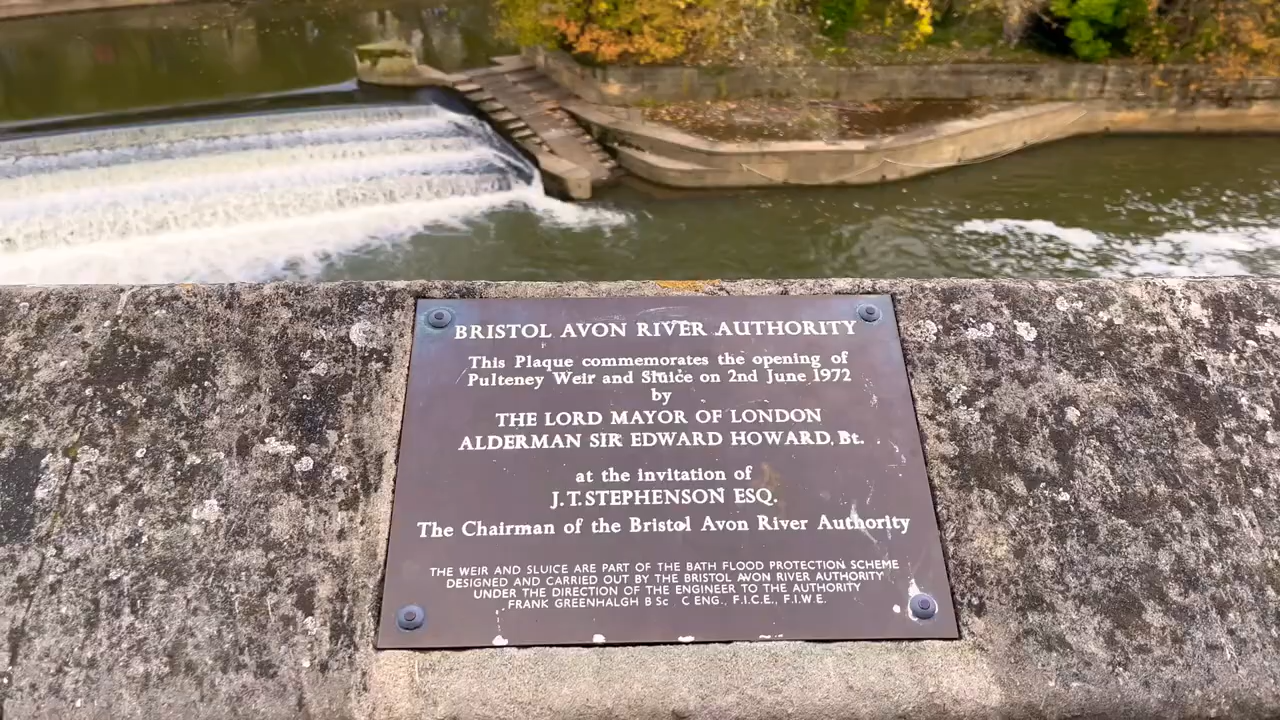 BRISTOL AVON RIVER AUTHORITY
This Plaque commemorates the opening of
Pulteney Weir and Sluice on 2nd June 1972
by
THE LORD MAYOR OF LONDON
ALDERMAN SIR EDWARD HOWARD, Bt.
at the invitation of
J.T. STEPHENSON ESQ.
The Chairman of the Bristol Avon River Authority
THE WEIR AND SLUICE ARE PART OF THE BATH FLOOD PROTECTION SCHEME
DESIGNED AND CARRIED OUT BY THE BRISTOL AVON RIVER AUTHORITY
UNDER THE DIRECTION OF THE ENGINEER TO THE AUTHORITY
FRANK GREENHALGH B Sc C ENG., F.I.C.E., F.I.W.E.